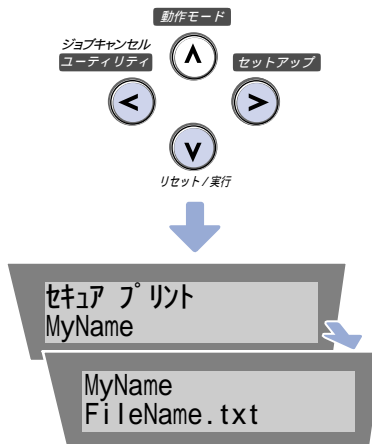 動作モード
ジョブキャンセル
ユーティリティ
セットアップ
リセット/実行
ｾｷｭｱ ﾌﾟﾘﾝﾄ
MyName
MyName
FileName.txt